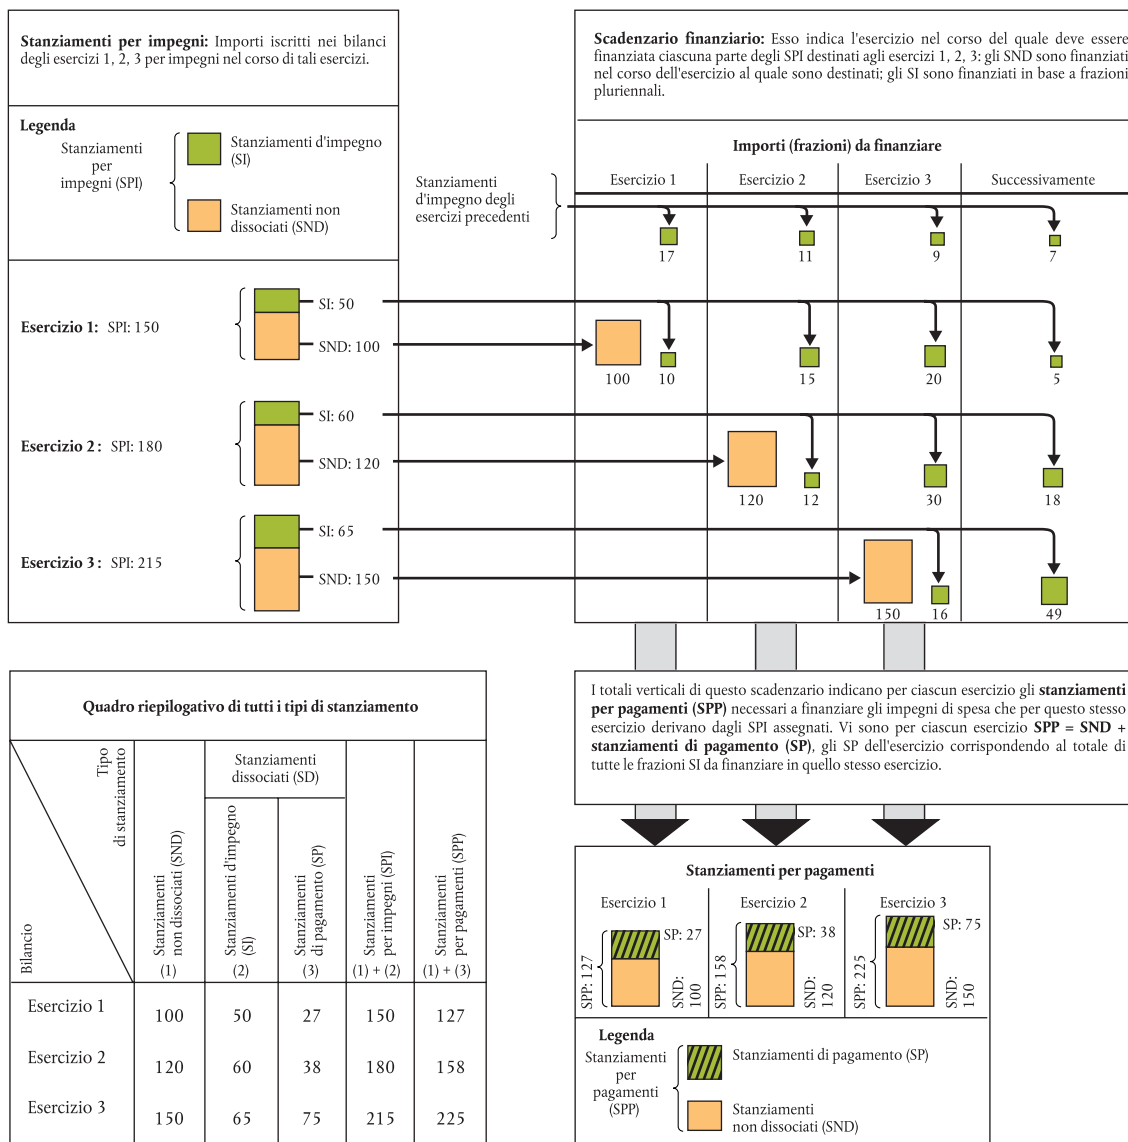 Stanziamenti per impegni: Importi iscritti nei bilanci
degli esercizi 1, 2, 3 per impegni nel corso di tali esercizi.
Legenda
Stanziamenti
per
impegni (SPI)
Stanziamenti d'impegno
(SI)
Stanziamenti non
dissociati (SND)
Esercizio 1: SPI: 150
SI: 50
SND: 100
Esercizio 2: SPI: 180
SI: 60
SND: 120
Esercizio 3: SPI: 215
SI: 65
SND: 150
Scadenzario finanziario: Esso indica l'esercizio nel corso del quale deve essere
finanziata ciascuna parte degli SPI destinati agli esercizi 1, 2, 3: gli SND sono finanziati
nel corso dell'esercizio al quale sono destinati; gli SI sono finanziati in base a frazioni
pluriennali.
Importi (frazioni) da finanziare
Esercizio 1 Esercizio 2 Esercizio 3 Successivamente
Stanziamenti
d'impegno degli
esercizi precedenti
17 11 9 7
100 10 15 20 5
120 12 30 18
150 16 49
I totali verticali di questo scadenzario indicano per ciascun esercizio gli stanziamenti
per pagamenti (SPP) necessari a finanziare gli impegni di spesa che per questo stesso
esercizio derivano dagli SPI assegnati. Vi sono per ciascun esercizio SPP = SND +
stanziamenti di pagamento (SP), gli SP dell'esercizio corrispondendo al totale di
tutte le frazioni SI da finanziare in quello stesso esercizio.
Quadro riepilogativo di tutti i tipi di stanziamento
Tipo
di stanziamento
Bilancio
Stanziamenti
non dissociati (SND)
(1)
Stanziamenti
dissociati (SD)
Stanziamenti d'impegno
(SI)
(2)
Stanziamenti
di pagamento (SP)
(3)
Stanziamenti
per impegni (SPI)
(1) + (2)
Stanziamenti
per pagamenti (SPP)
(1) + (3)
Esercizio 1 100 50 27 150 127
Esercizio 2 120 60 38 180 158
Esercizio 3 150 65 75 215 225
Stanziamenti per pagamenti
Esercizio 1
SPP: 127
SP: 27
SND:
100
Esercizio 2
SPP: 158
SP: 38
SND:
120
Esercizio 3
SPP: 225
SP: 75
SND:
150
Legenda
Stanziamenti
per
pagamenti
(SPP)
Stanziamenti di pagamento (SP)
Stanziamenti
non dissociati (SND)